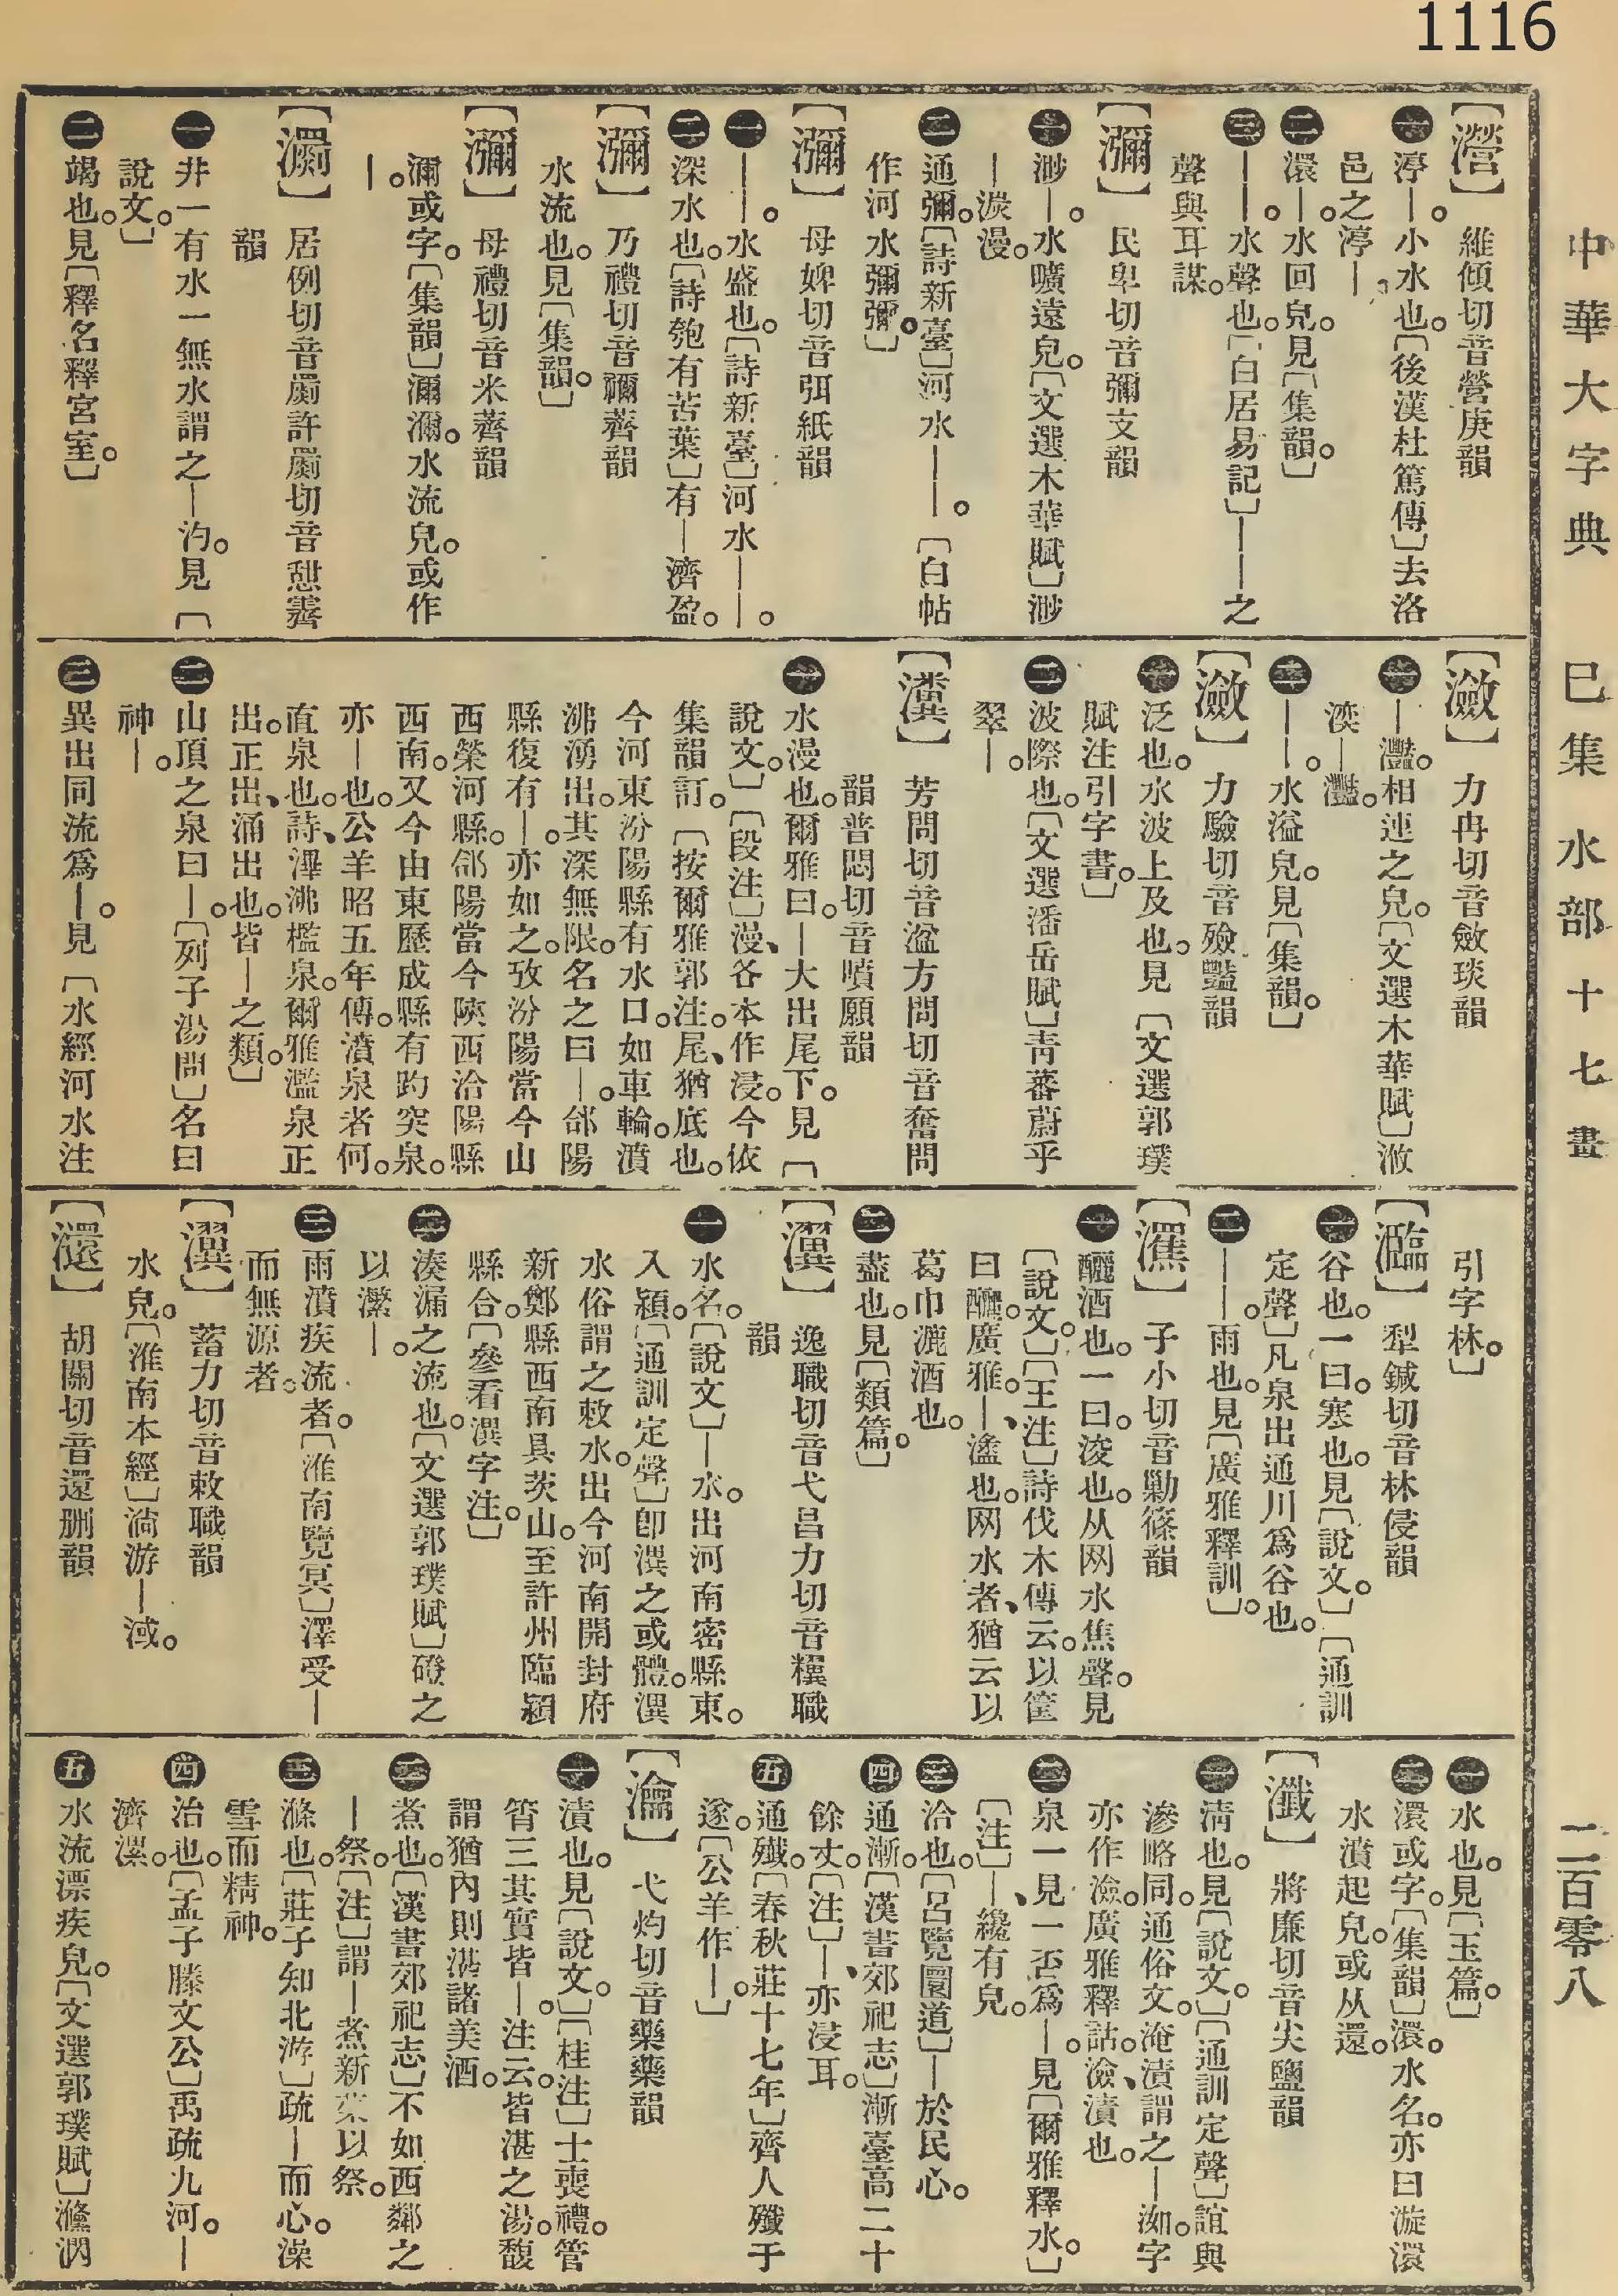 1116
中華大字典　巳集　水部　十七畫　二百零八
【瀯】維傾切音營庚韻
㊀渟—。小水也。〔後漢杜篤傳〕去洛
邑之渟—。
㊁澴—。水回皃。見〔集韻。〕
㊂——。水聲也。〔白居易記〕——之
聲與耳謀。
【瀰】民卑切音彌支韻
㊀渺—。水曠遠皃。〔文選木華賦〕渺
—湠漫。
㊁通彌。〔詩新臺〕河水——。〔白帖
作河水彌彌。〕
【瀰】母婢切音弭紙韻
㊀——。水盛也。〔詩新臺〕河水——。
㊁深水也。〔詩匏有苦葉〕有—濟盈。
【瀰】乃禮切音禰薺韻
水流也。見〔集韻。〕
【瀰】母禮切音米薺韻
濔或字。〔集韻〕濔濔。水流皃。或作
—。
【瀱】居例切音罽許罽切音憇霽
韻
㊀井一有水一無水謂之—汋。見〔
說文。〕
㊁竭也。見〔釋名釋宮室。〕
【瀲】力冉切音斂琰韻
㊀—灩。相連之皃。〔文選木華賦〕潎
湙—灩。
㊁——。水溢皃。見〔集韻。〕
【瀲】力驗切音殮豔韻
㊀泛也。水波上及也。見〔文選郭璞
賦注引字書。〕
㊁波際也。〔文選潘岳賦〕靑蕃蔚乎
翠—。
【瀵】芳問切音湓方問切音奮問
韻普悶切音噴願韻
㊀水漫也。爾雅曰。—大出尾下。見〔
說文。〕〔段注〕漫、各本作浸。今依
集韻訂。〔按爾雅郭注。尾、猶底也。
今河東汾陽縣有水口。如車輪。濆
沸湧出。其深無限。名之曰—。郃陽
縣復有—。亦如之。攷汾陽當今山
西榮河縣。郃陽當今陝西洽陽縣
西南。又今由東歷成縣。有趵突泉。
亦—也。公羊昭五年傳。濆泉者何。
直泉也。詩、滭沸檻泉。爾雅濫泉正
出。正出、涌出也。皆—之類。〕
㊁山頂之泉曰—。〔列子湯問〕名曰
神—。
㊂異出同流爲—。見〔水經河水注
引字林。〕
【瀶】犁鍼切音林侵韻
㊀谷也。一曰。寒也。見〔說文。〕〔通訓
定聲〕凡泉出通川爲谷也。
㊁——。雨也。見〔廣雅釋訓。〕
【灂】子小切音勦篠韻
㊀釃酒也。一曰。浚也。从网水焦聲。見
〔說文。〕〔王注〕詩伐木傳云。以筐
曰釃。廣雅。—、盪也。网水者、猶云以
葛巾漉酒也。
㊁盡也。見〔類篇。〕
【瀷】逸職切音弋昌力切音糎職
韻
㊀水名。〔說文〕—水。出河南密縣東。
入潁。〔通訓定聲〕卽潩之或體。潩
水俗謂之敕水。出今河南開封府
新鄭縣西南具茨山。至許州臨潁
縣合。〔參看潩字注。〕
㊁湊漏之流也。〔文選郭璞賦〕磴之
以瀿—。
㊂雨濆疾流者。〔淮南覽冥〕澤受—
而無源者。
【瀷】蓄力切音敕職韻
水皃。〔淮南本經〕淌游—淢。
【瀤】胡關切音還刪韻
㊀水也。見〔玉篇。〕
㊁澴或字。〔集韻〕澴。水名。亦曰漩澴
水濆起皃。或从還。
【瀸】將廉切音尖鹽韻
㊀淸也。見〔說文。〕〔通訓定聲〕誼與
滲略同。通俗文。淹漬謂之—洳。字
亦作瀐。廣雅釋詁。瀐、漬也。
㊁泉一見一否爲—。見〔爾雅釋水。〕
〔注〕—、纔有皃。
㊂洽也。〔呂覽圜道〕—於民心。
㊃通漸。〔漢書郊祀志〕漸臺高二十
餘丈。〔注〕—、亦浸耳。
㊄通殲。〔春秋莊十七年〕齊人殲于
遂。〔公羊作—。〕
【瀹】弋灼切音藥藥韻
㊀漬也。見〔說文。〕〔桂注〕士喪禮。管
筲三其實皆—。注云。皆湛之湯。馥
謂猶內則湛諸美酒。
㊁煮也。〔漢書郊祀志〕不如西鄰之
—祭。〔注〕謂—煮新菜以祭。
㊂滌也。〔莊子知北游〕疏—而心。澡
雪而精神。
㊃治也。〔孟子滕文公〕禹疏九河。—
濟漯。
㊄水流漂疾皃。〔文選郭璞賦〕瀺泂